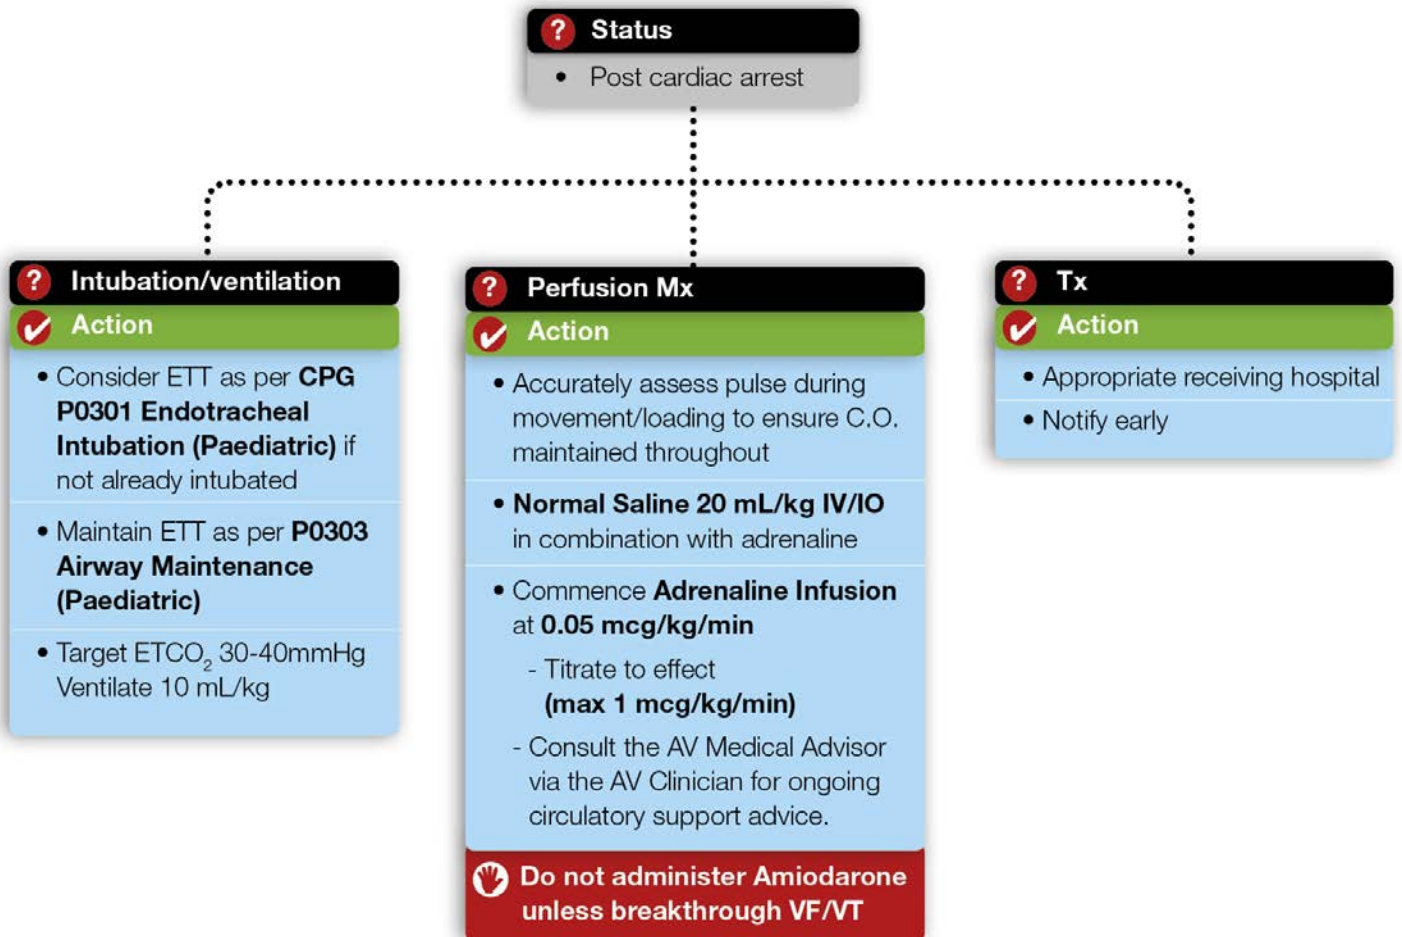 ? Status
• Post cardiac arrest
? Intubation/ventilation
Action
• Consider ETT as per CPG
P0301 Endotracheal
Intubation (Paediatric) if
not already intubated
• Maintain ETT as per P0303
Airway Maintenance
(Paediatric)
• Target ETCO₂ 30-40mmHg
Ventilate 10 mL/kg
? Perfusion Mx
Action
• Accurately assess pulse during
movement/loading to ensure C.O.
maintained throughout
• Normal Saline 20 mL/kg IV/IO
in combination with adrenaline
• Commence Adrenaline Infusion
at 0.05 mcg/kg/min
- Titrate to effect
(max 1 mcg/kg/min)
- Consult the AV Medical Advisor
via the AV Clinician for ongoing
circulatory support advice.
Do not administer Amiodarone
unless breakthrough VF/VT
? Tx
Action
• Appropriate receiving hospital
• Notify early